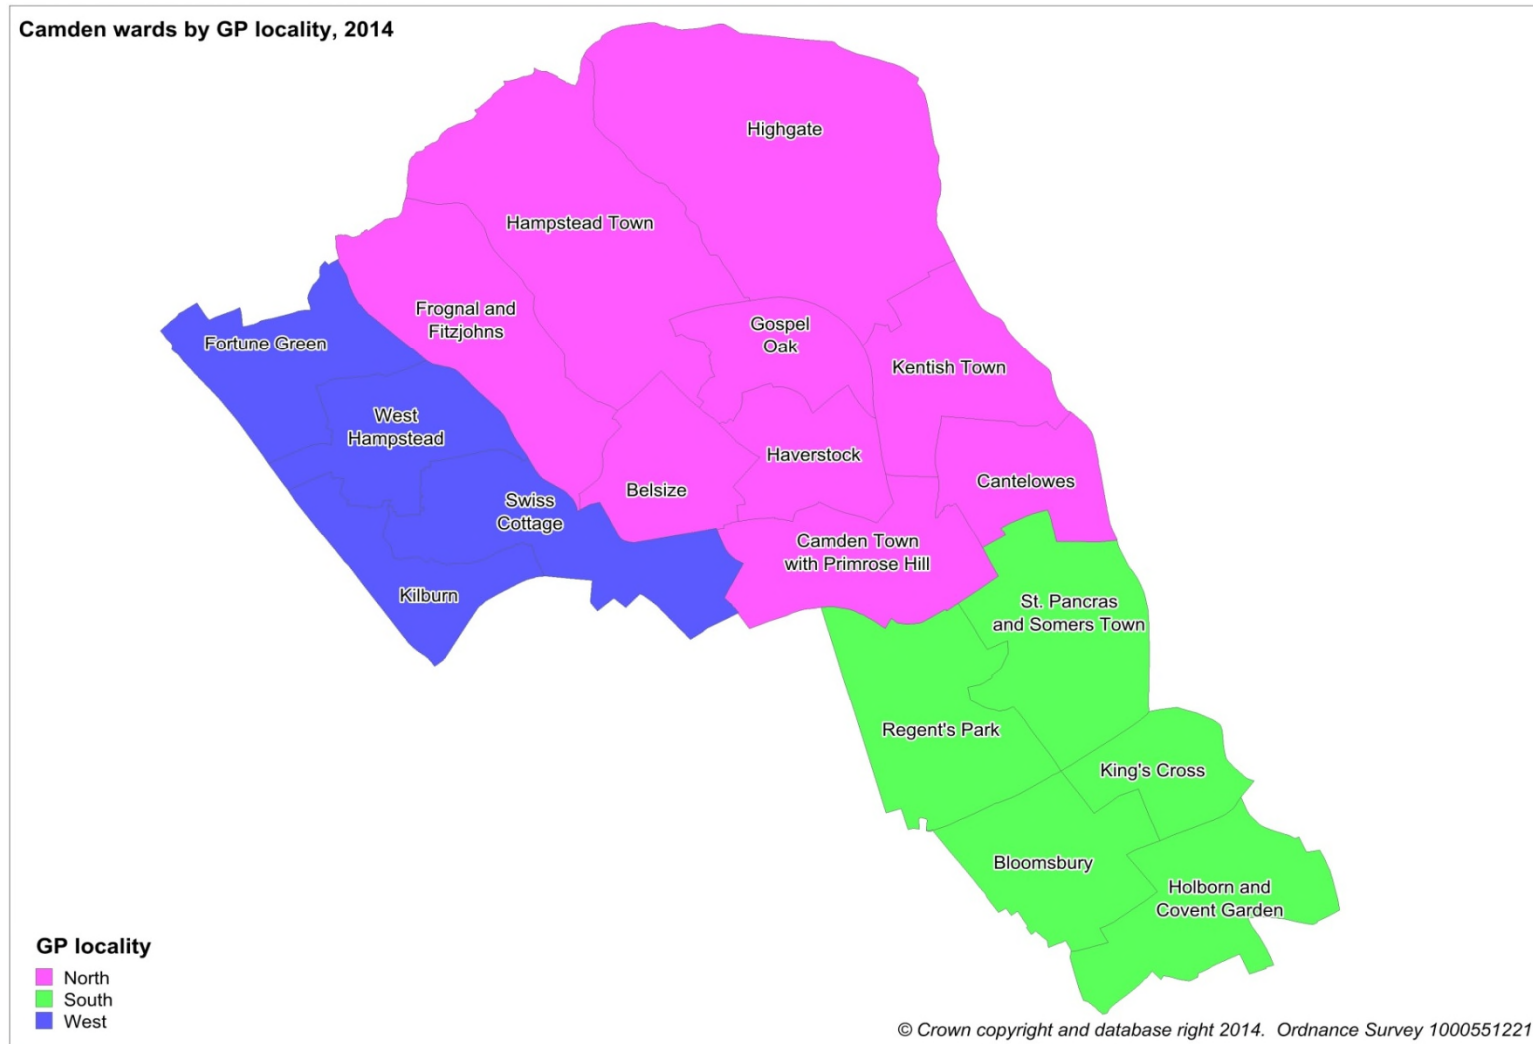 Camden wards by GP locality, 2014
Highgate
Hampstead Town
Frognal and
Fitzjohns
Gospel
Oak
Fortune Green
Kentish Town
West
Hampstead
Haverstock
Cantelowes
Belsize
Swiss
Cottage
Camden Town
with Primrose Hill
Kilburn
St. Pancras
and Somers Town
Regent's Park
King's Cross
Bloomsbury
Holborn and
Covent Garden
GP locality
North
South
West
© Crown copyright and database right 2014. Ordnance Survey 1000551221